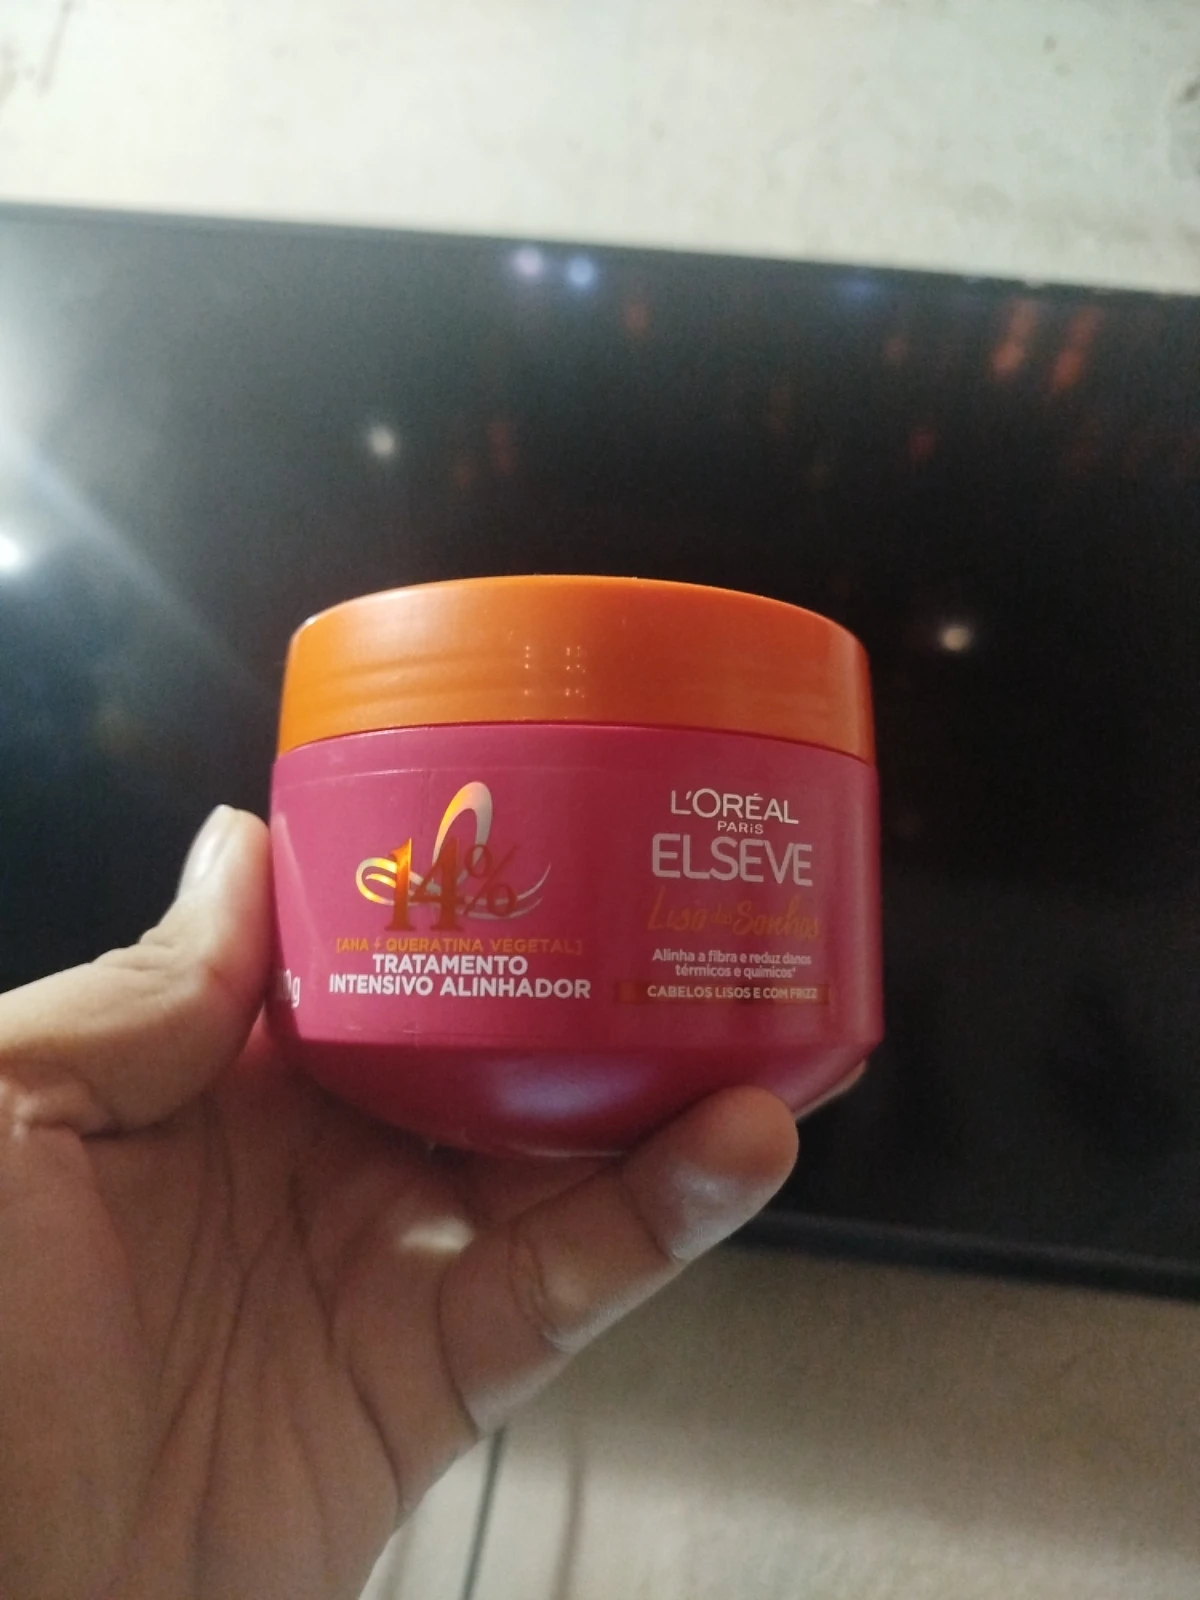 14%
[AHA + QUERATINA VEGETAL]
TRATAMENTO
INTENSIVO ALINHADOR
L'ORÉAL
PARIS
ELSEVE
Liso dos Sonhos
Alinha a fibra e reduz danos
térmicos e químicos*
CABELOS LISOS E COM FRIZZ